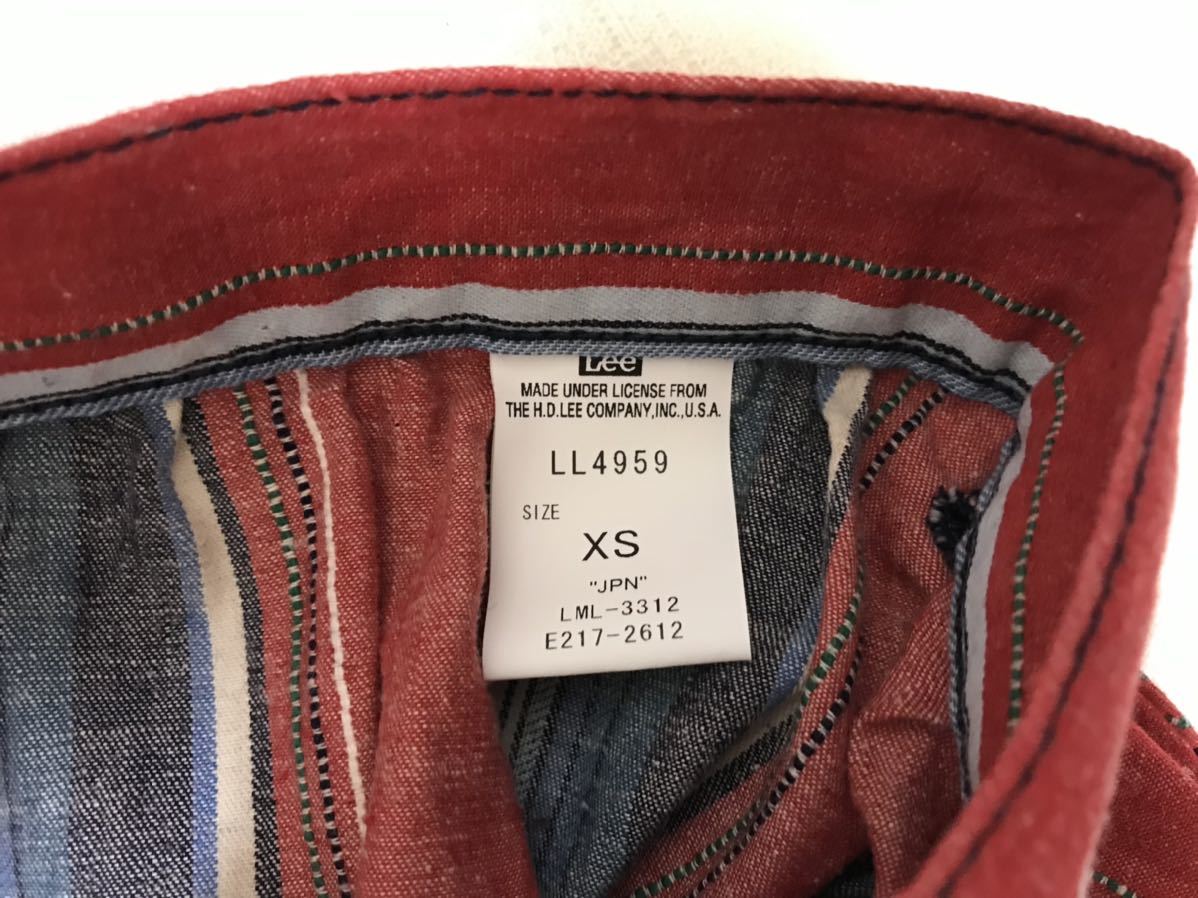 Lee
MADE UNDER LICENSE FROM
THE H.D.LEE COMPANY,INC.,U.S.A.
LL4959
SIZE
XS
"JPN"
LML-3312
E217-2612